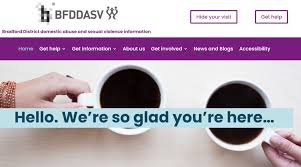 BFDDASV
Hide your visit
Get help
Bradford District domestic abuse and sexual violence information
Home Get help Get information About us Get involved News and Blogs Accessibility
Hello. We're so glad you're here...